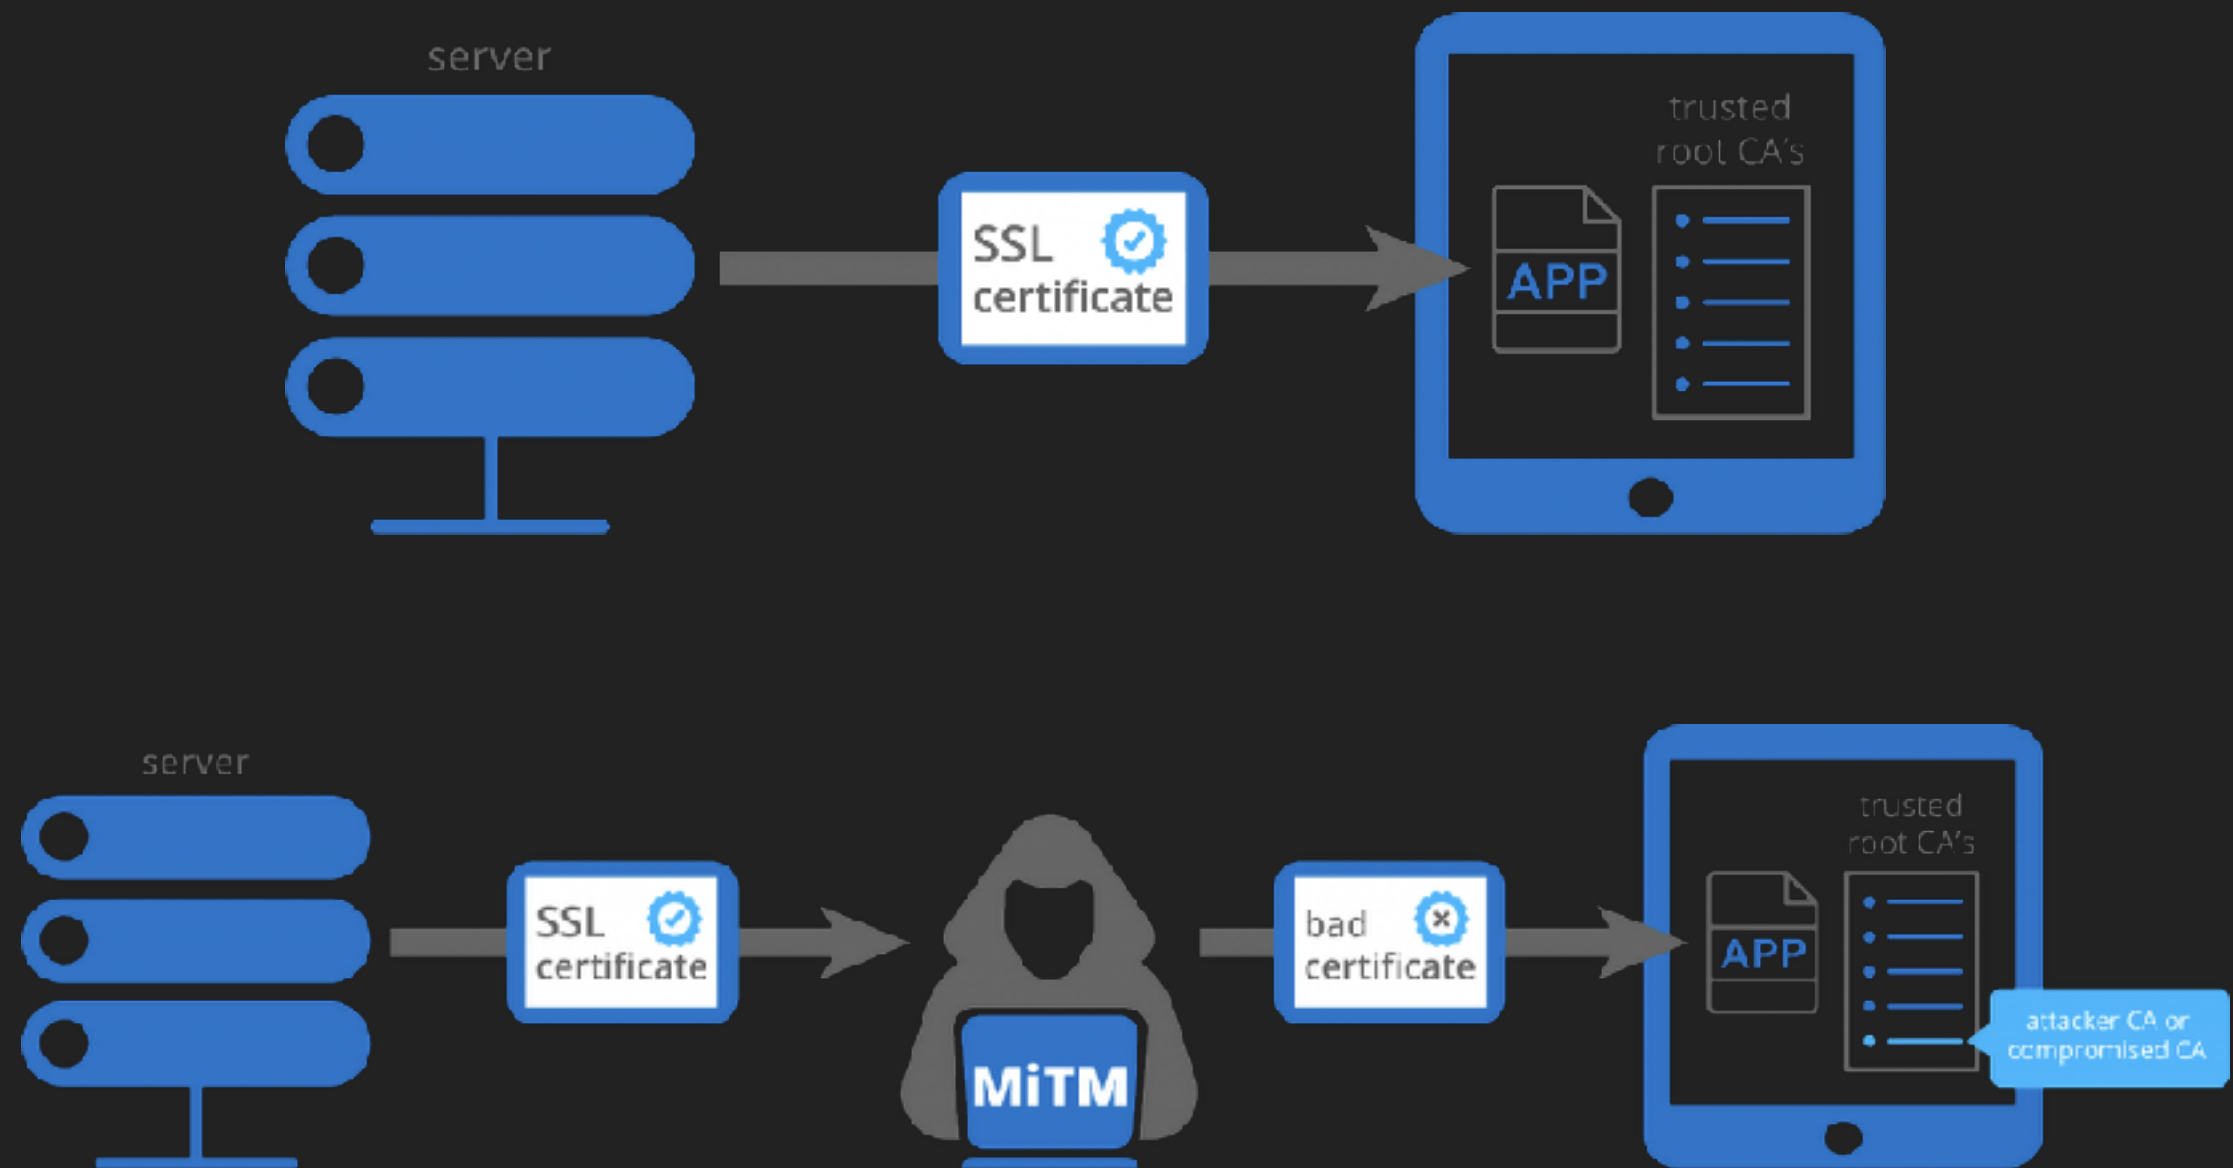 server
trusted
root CA's
SSL
certificate
APP
server
trusted
root CA's
SSL
certificate
bad
certificate
APP
attacker CA or
compromised CA
MiTM